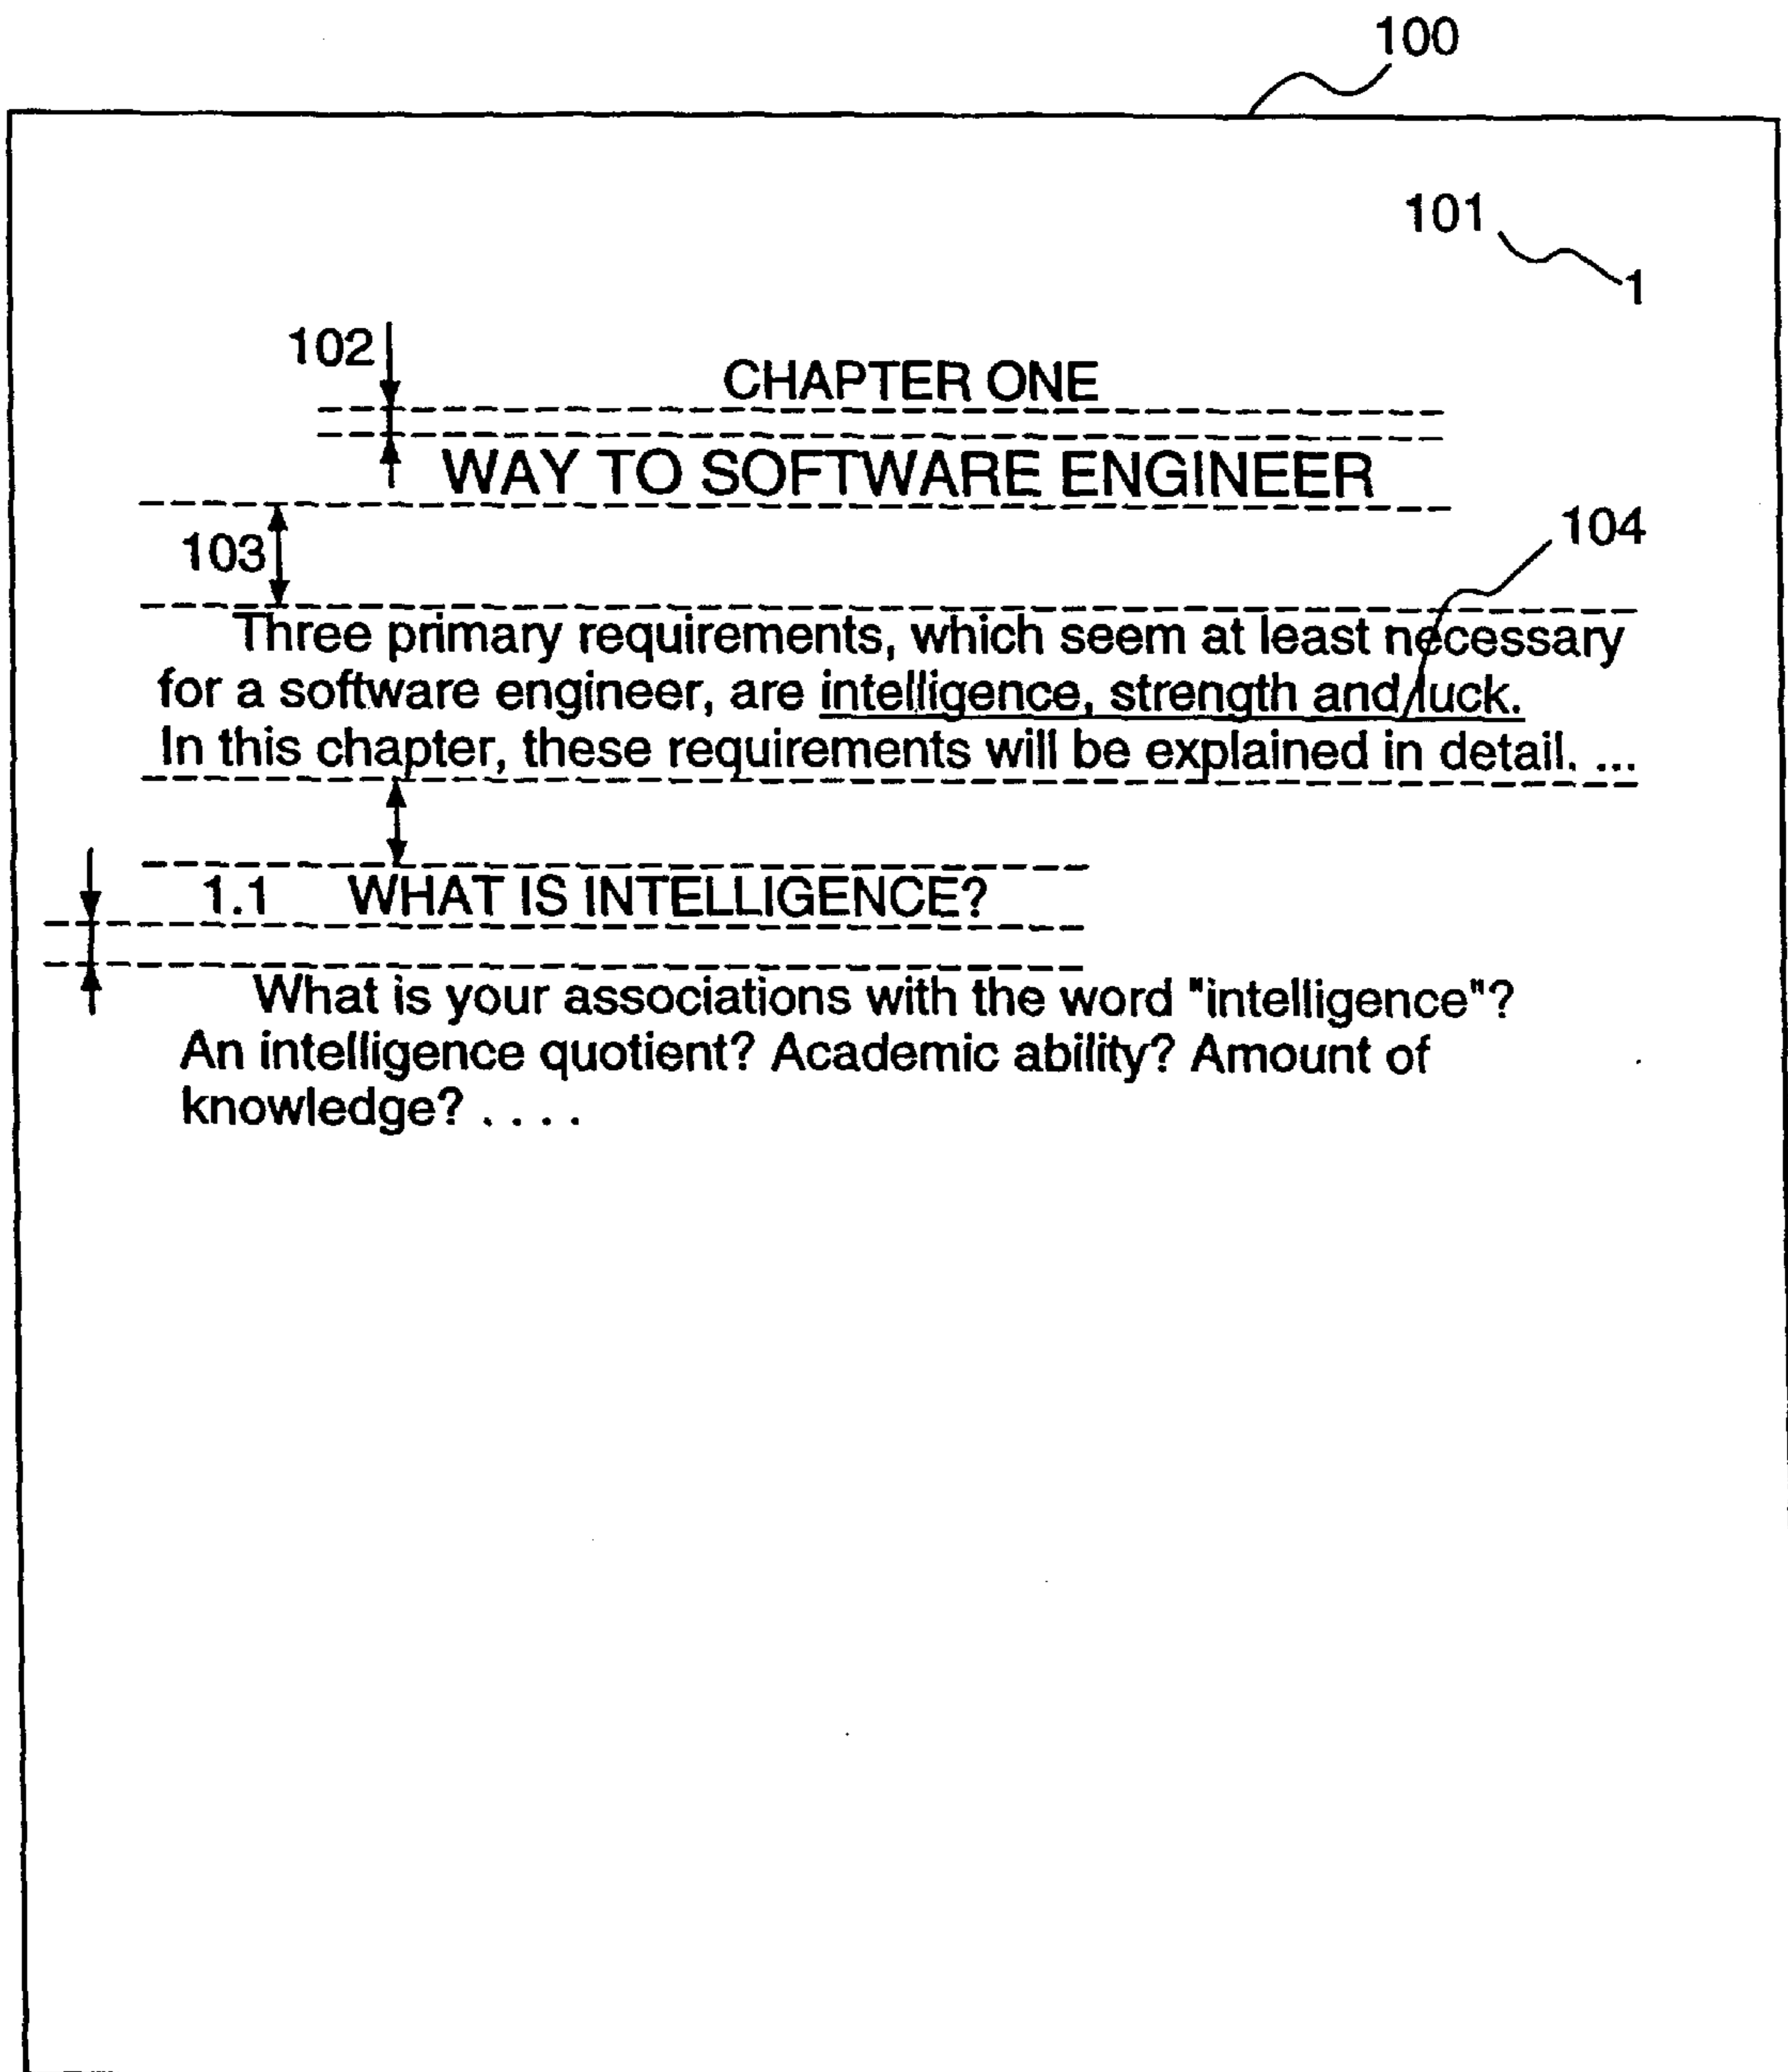 100
101
1
102
CHAPTER ONE
WAY TO SOFTWARE ENGINEER
103
104
Three primary requirements, which seem at least necessary
for a software engineer, are intelligence, strength and luck.
In this chapter, these requirements will be explained in detail. ...
1.1 WHAT IS INTELLIGENCE?
What is your associations with the word "intelligence"?
An intelligence quotient? Academic ability? Amount of
knowledge? . . . .